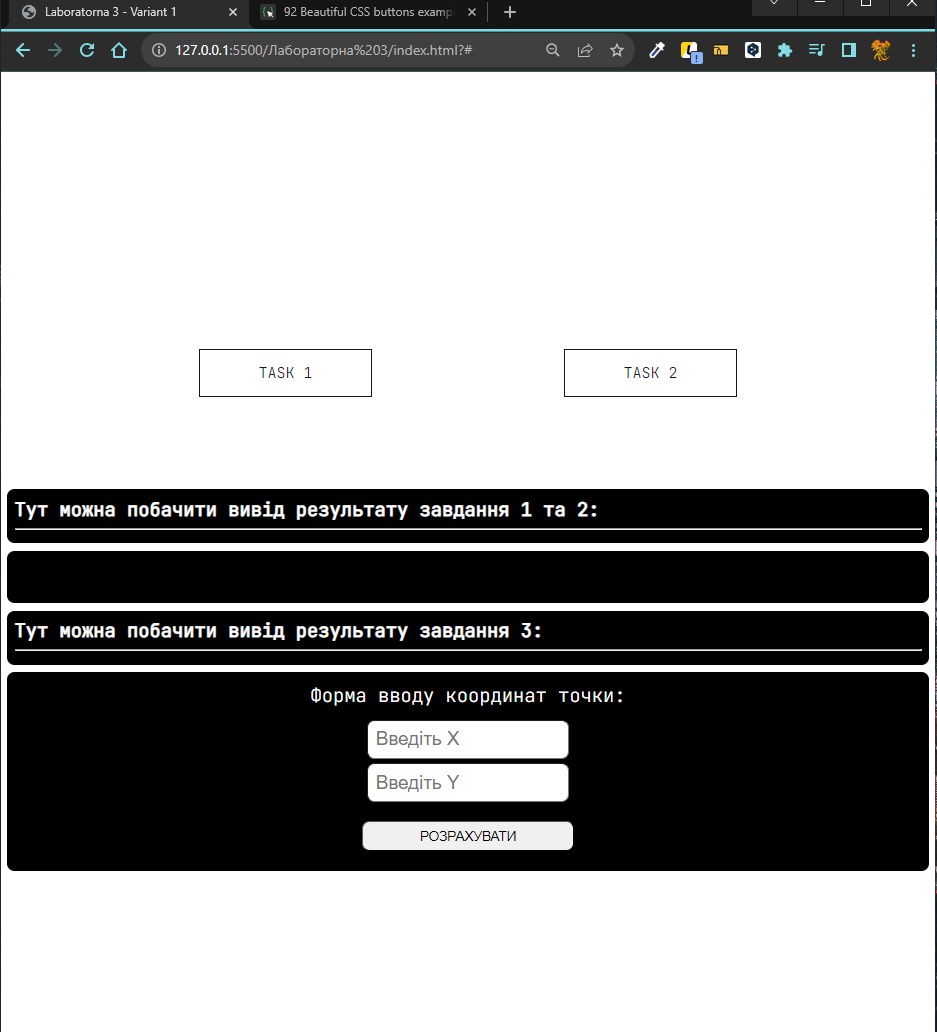 Laboratorna 3 - Variant 1
92 Beautiful CSS buttons examp
127.0.0.1:5500/Лабораторна%203/index.html?#
TASK 1
TASK 2
Тут можна побачити вивід результату завдання 1 та 2:
Тут можна побачити вивід результату завдання 3:
Форма вводу координат точки:
Введіть X
Введіть Y
РОЗРАХУВАТИ